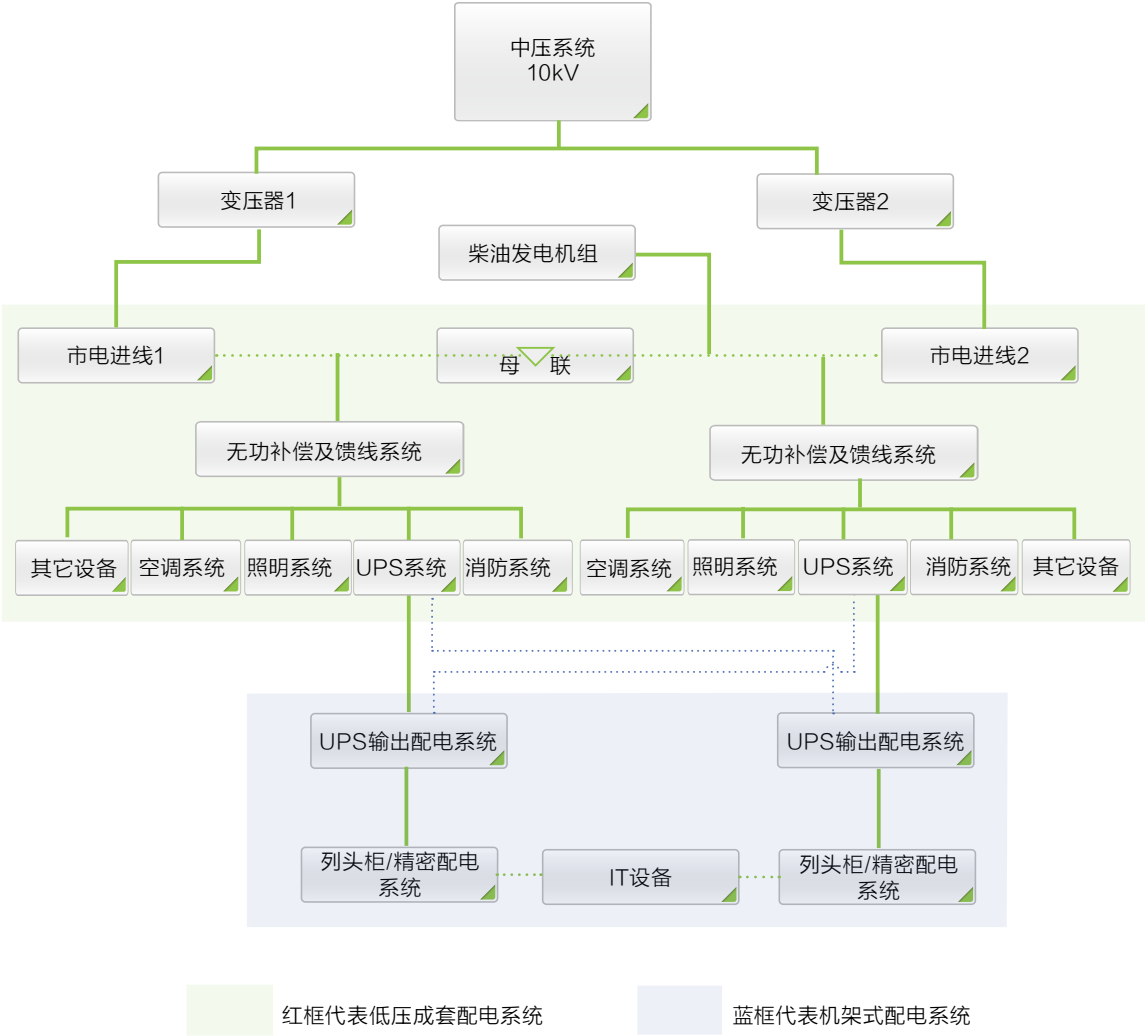 中压系统
10kV
变压器1
变压器2
柴油发电机组
市电进线1
母 联
市电进线2
无功补偿及馈线系统
无功补偿及馈线系统
其它设备
空调系统
照明系统
UPS系统
消防系统
空调系统
照明系统
UPS系统
消防系统
其它设备
UPS输出配电系统
UPS输出配电系统
列头柜/精密配电
系统
IT设备
列头柜/精密配电
系统
红框代表低压成套配电系统
蓝框代表机架式配电系统